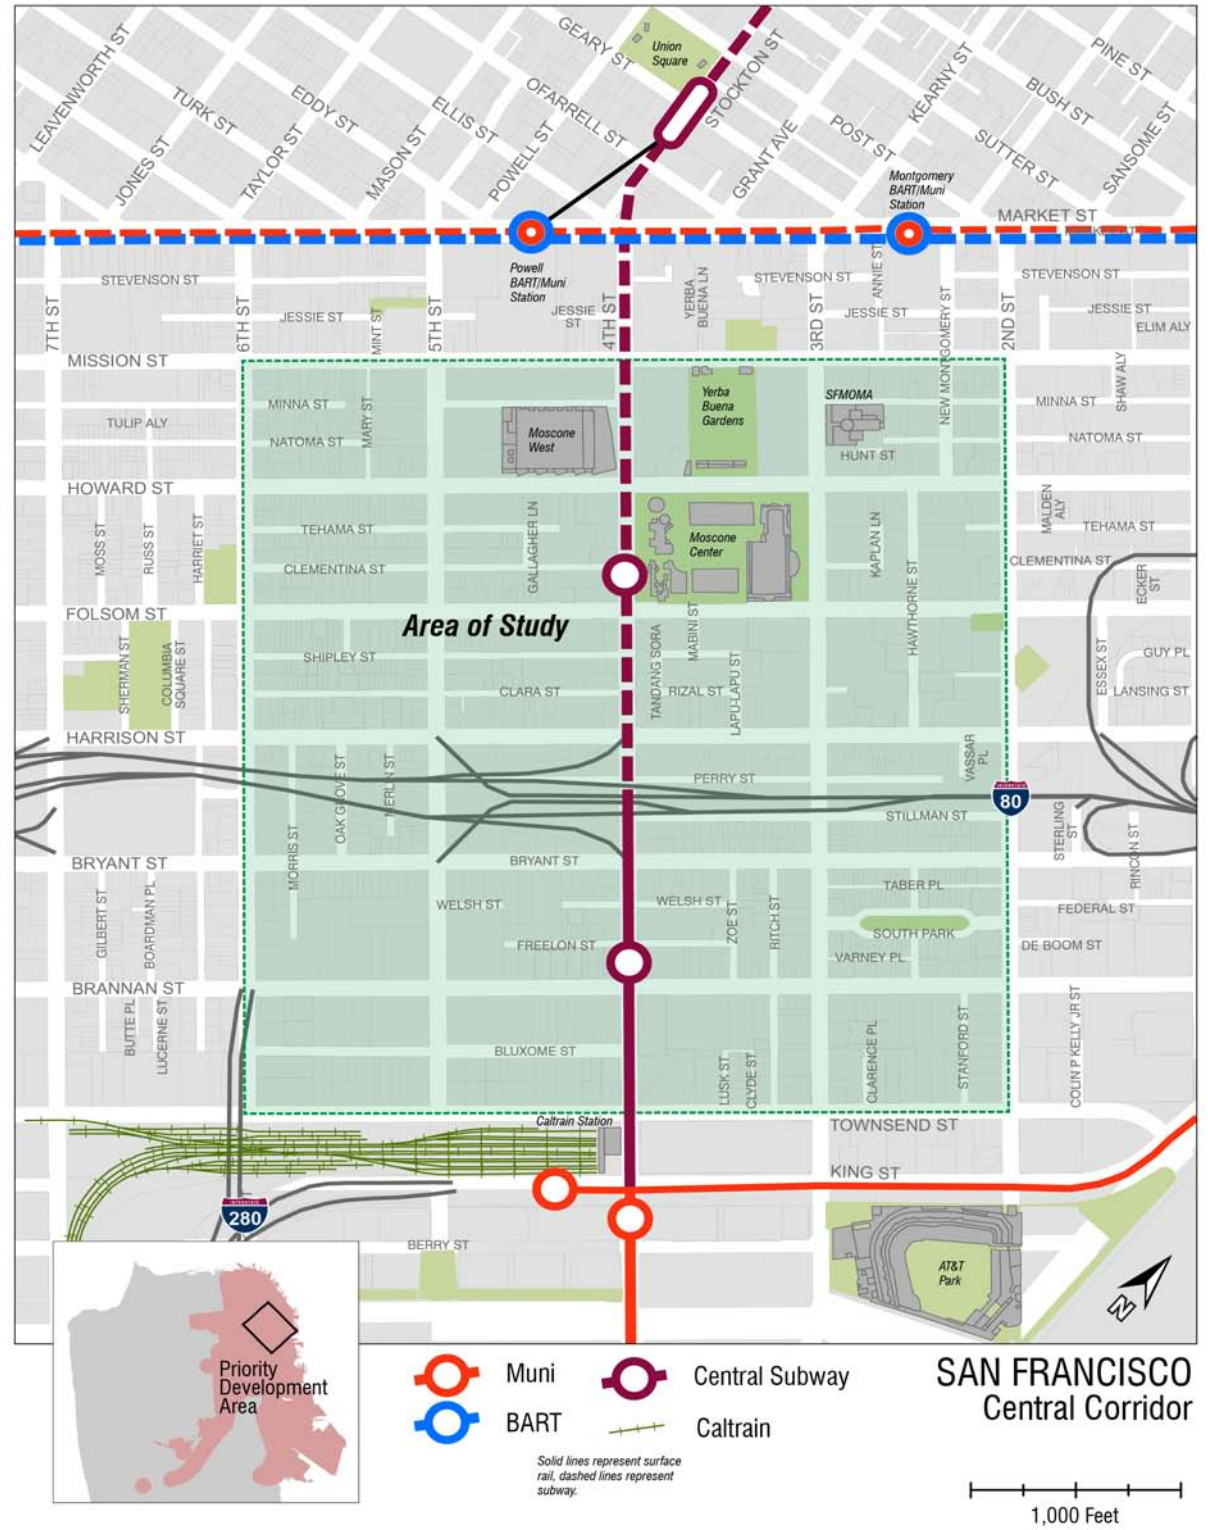 GEARY ST
Union
Square
STOCKTON ST
KEARNY ST
PINE ST
LEAVENWORTH ST
TURK ST
EDDY ST
ELLIS ST
OFARRELL ST
BUSH ST
JONES ST
TAYLOR ST
MASON ST
POWELL ST
GRANT AVE
POST ST
SUTTER ST
SANSOME ST
Montgomery
BART/Muni
Station
MARKET ST
Powell
BART/Muni
Station
STEVENSON ST
STEVENSON ST
STEVENSON ST
7TH ST
6TH ST
JESSIE ST
MINT ST
5TH ST
JESSIE
ST
4TH ST
YERBA
BUENA LN
3RD ST
ANNIE ST
JESSIE ST
NEW MONTGOMERY ST
2ND ST
JESSIE ST
ELIM ALY
MISSION ST
MINNA ST
MARY ST
Yerba
Buena
Gardens
SFMOMA
MINNA ST
SHAW ALY
TULIP ALY
NATOMA ST
Moscone
West
HUNT ST
NATOMA ST
HOWARD ST
MOSS ST
RUSS ST
HARRIET ST
TEHAMA ST
CLEMENTINA ST
GALLAGHER LN
Moscone
Center
KAPLAN LN
HAWTHORNE ST
MALDEN
ALY
TEHAMA ST
CLEMENTINA ST
ECKER
ST
FOLSOM ST
Area of Study
SHERMAN ST
COLUMBIA
SQUARE ST
SHIPLEY ST
CLARA ST
TANDANG SORA
MABINI ST
RIZAL ST
LAPU-LAPU ST
ESSEX ST
GUY PL
LANSING ST
HARRISON ST
OAK GROVE ST
MERLIN ST
PERRY ST
VASSAR
PL
INTERSTATE
80
MORRIS ST
STILLMAN ST
STERLING
ST
RINCON ST
BRYANT ST
BRYANT ST
GILBERT ST
BOARDMAN PL
WELSH ST
WELSH ST
ZOE ST
RITCH ST
TABER PL
FEDERAL ST
FREELON ST
SOUTH PARK
VARNEY PL
DE BOOM ST
BRANNAN ST
BUTTE PL
LUCERNE ST
BLUXOME ST
LUSK ST
CLYDE ST
CLARENCE PL
STANFORD ST
COLIN P KELLY JR ST
Caltrain Station
TOWNSEND ST
KING ST
INTERSTATE
280
BERRY ST
AT&T
Park
N
Priority
Development
Area
Muni
Central Subway
BART
Caltrain
Solid lines represent surface
rail, dashed lines represent
subway.
SAN FRANCISCO
Central Corridor
1,000 Feet